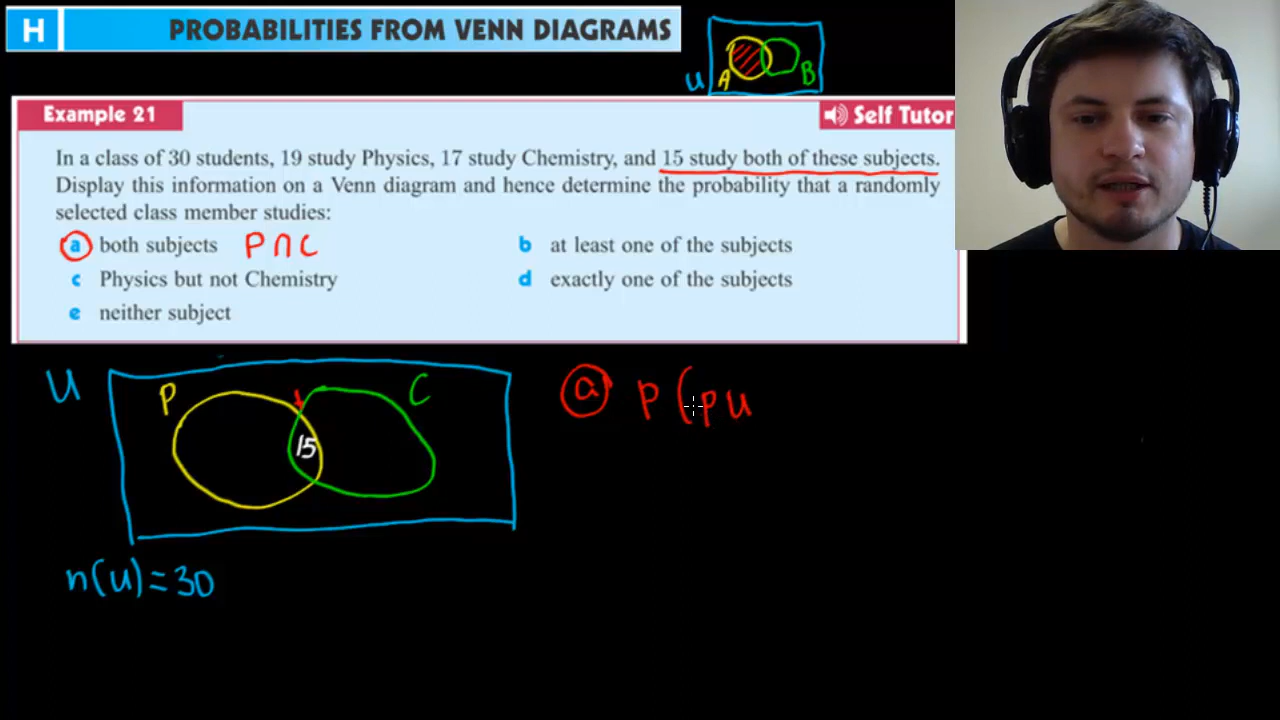 H PROBABILITIES FROM VENN DIAGRAMS
U A B
Example 21 Self Tutor
In a class of 30 students, 19 study Physics, 17 study Chemistry, and 15 study both of these subjects.
Display this information on a Venn diagram and hence determine the probability that a randomly
selected class member studies:
a both subjects P∩C b at least one of the subjects
c Physics but not Chemistry d exactly one of the subjects
e neither subject
U P C
15
a P (P U
n(U)=30